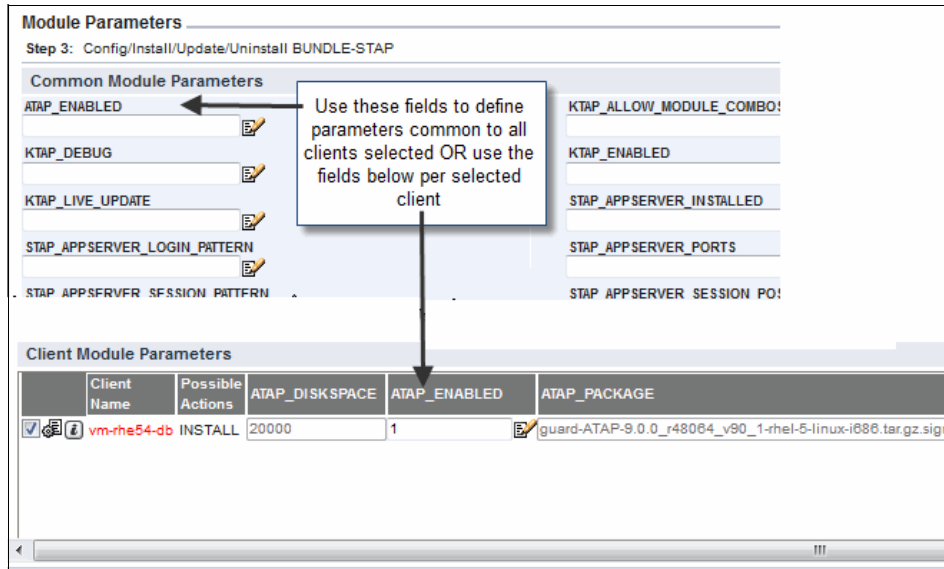 Module Parameters
Step 3: Config/Install/Update/Uninstall BUNDLE-STAP
Common Module Parameters
ATAP_ENABLED
KTAP_DEBUG
KTAP_LIVE_UPDATE
STAP_APPSERVER_LOGIN_PATTERN
STAP_APPSERVER_SESSION_PATTERN
Use these fields to define
parameters common to all
clients selected OR use the
fields below per selected
client
KTAP_ALLOW_MODULE_COMBOS
KTAP_ENABLED
STAP_APPSERVER_INSTALLED
STAP_APPSERVER_PORTS
STAP_APPSERVER_SESSION_POS
Client Module Parameters
Client Name Possible Actions ATAP_DISKSPACE ATAP_ENABLED ATAP_PACKAGE
vm-rhe54-db INSTALL 20000 1 guard-ATAP-9.0.0_r48064_v90_1-rhel-5-linux-i686.tar.gz.sig